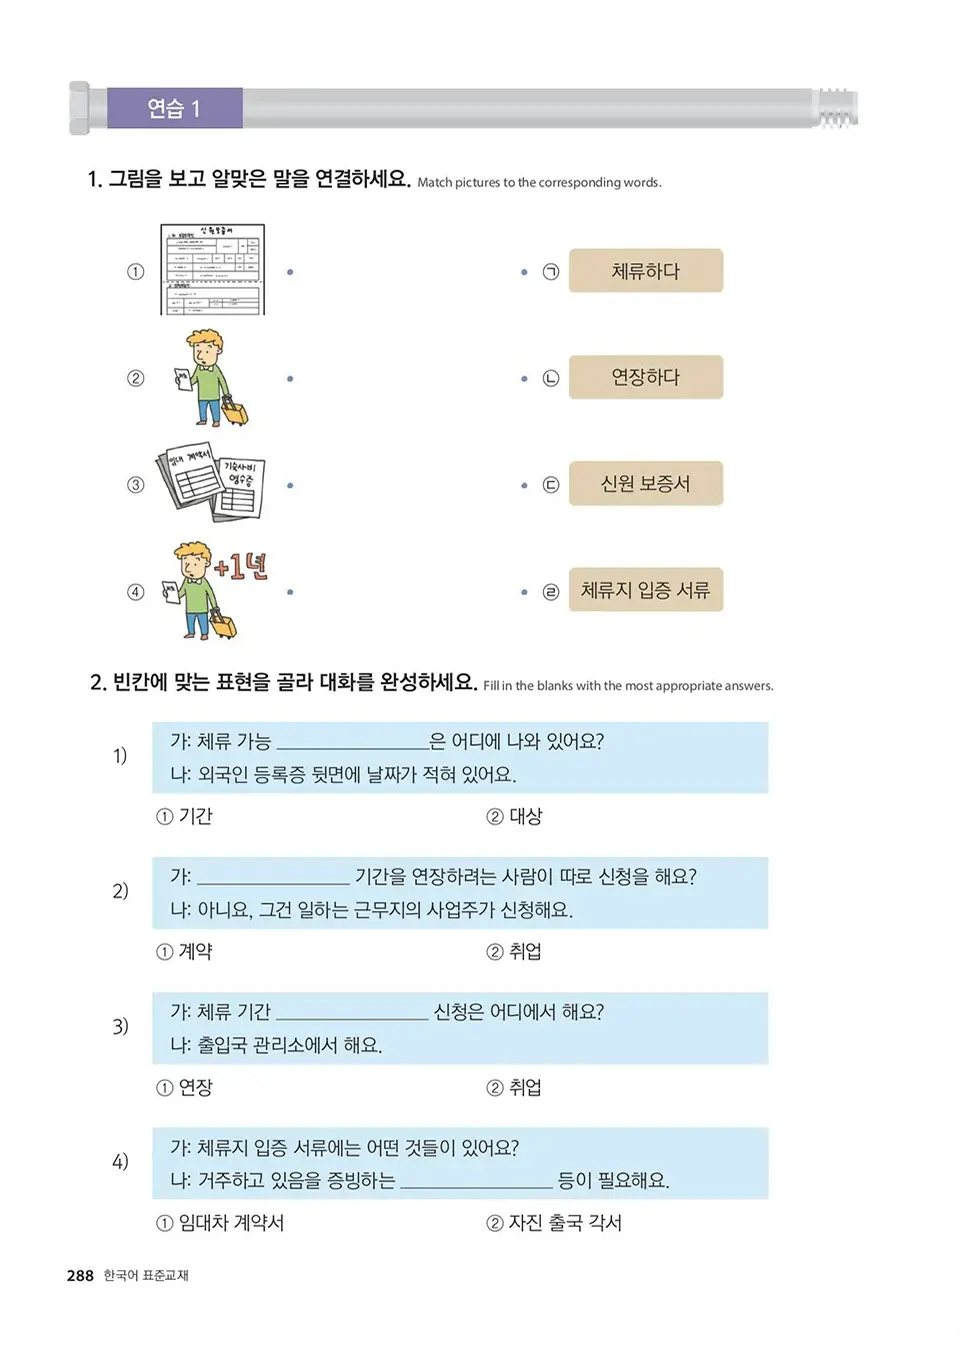 연습 1
1. 그림을 보고 알맞은 말을 연결하세요. Match pictures to the corresponding words.
① 신원보증서 ㉠ 체류하다
② ㉡ 연장하다
③ 임대 계약서 기숙사비 영수증 ㉢ 신원 보증서
④ +1년 ㉣ 체류지 입증 서류
2. 빈칸에 맞는 표현을 골라 대화를 완성하세요. Fill in the blanks with the most appropriate answers.
1) 가: 체류 가능 ________________은 어디에 나와 있어요?
나: 외국인 등록증 뒷면에 날짜가 적혀 있어요.
① 기간 ② 대상
2) 가: ________________ 기간을 연장하려는 사람이 따로 신청을 해요?
나: 아니요, 그건 일하는 근무지의 사업주가 신청해요.
① 계약 ② 취업
3) 가: 체류 기간 ________________ 신청은 어디에서 해요?
나: 출입국 관리소에서 해요.
① 연장 ② 취업
4) 가: 체류지 입증 서류에는 어떤 것들이 있어요?
나: 거주하고 있음을 증빙하는 ________________ 등이 필요해요.
① 임대차 계약서 ② 자진 출국 각서
288 한국어 표준교재